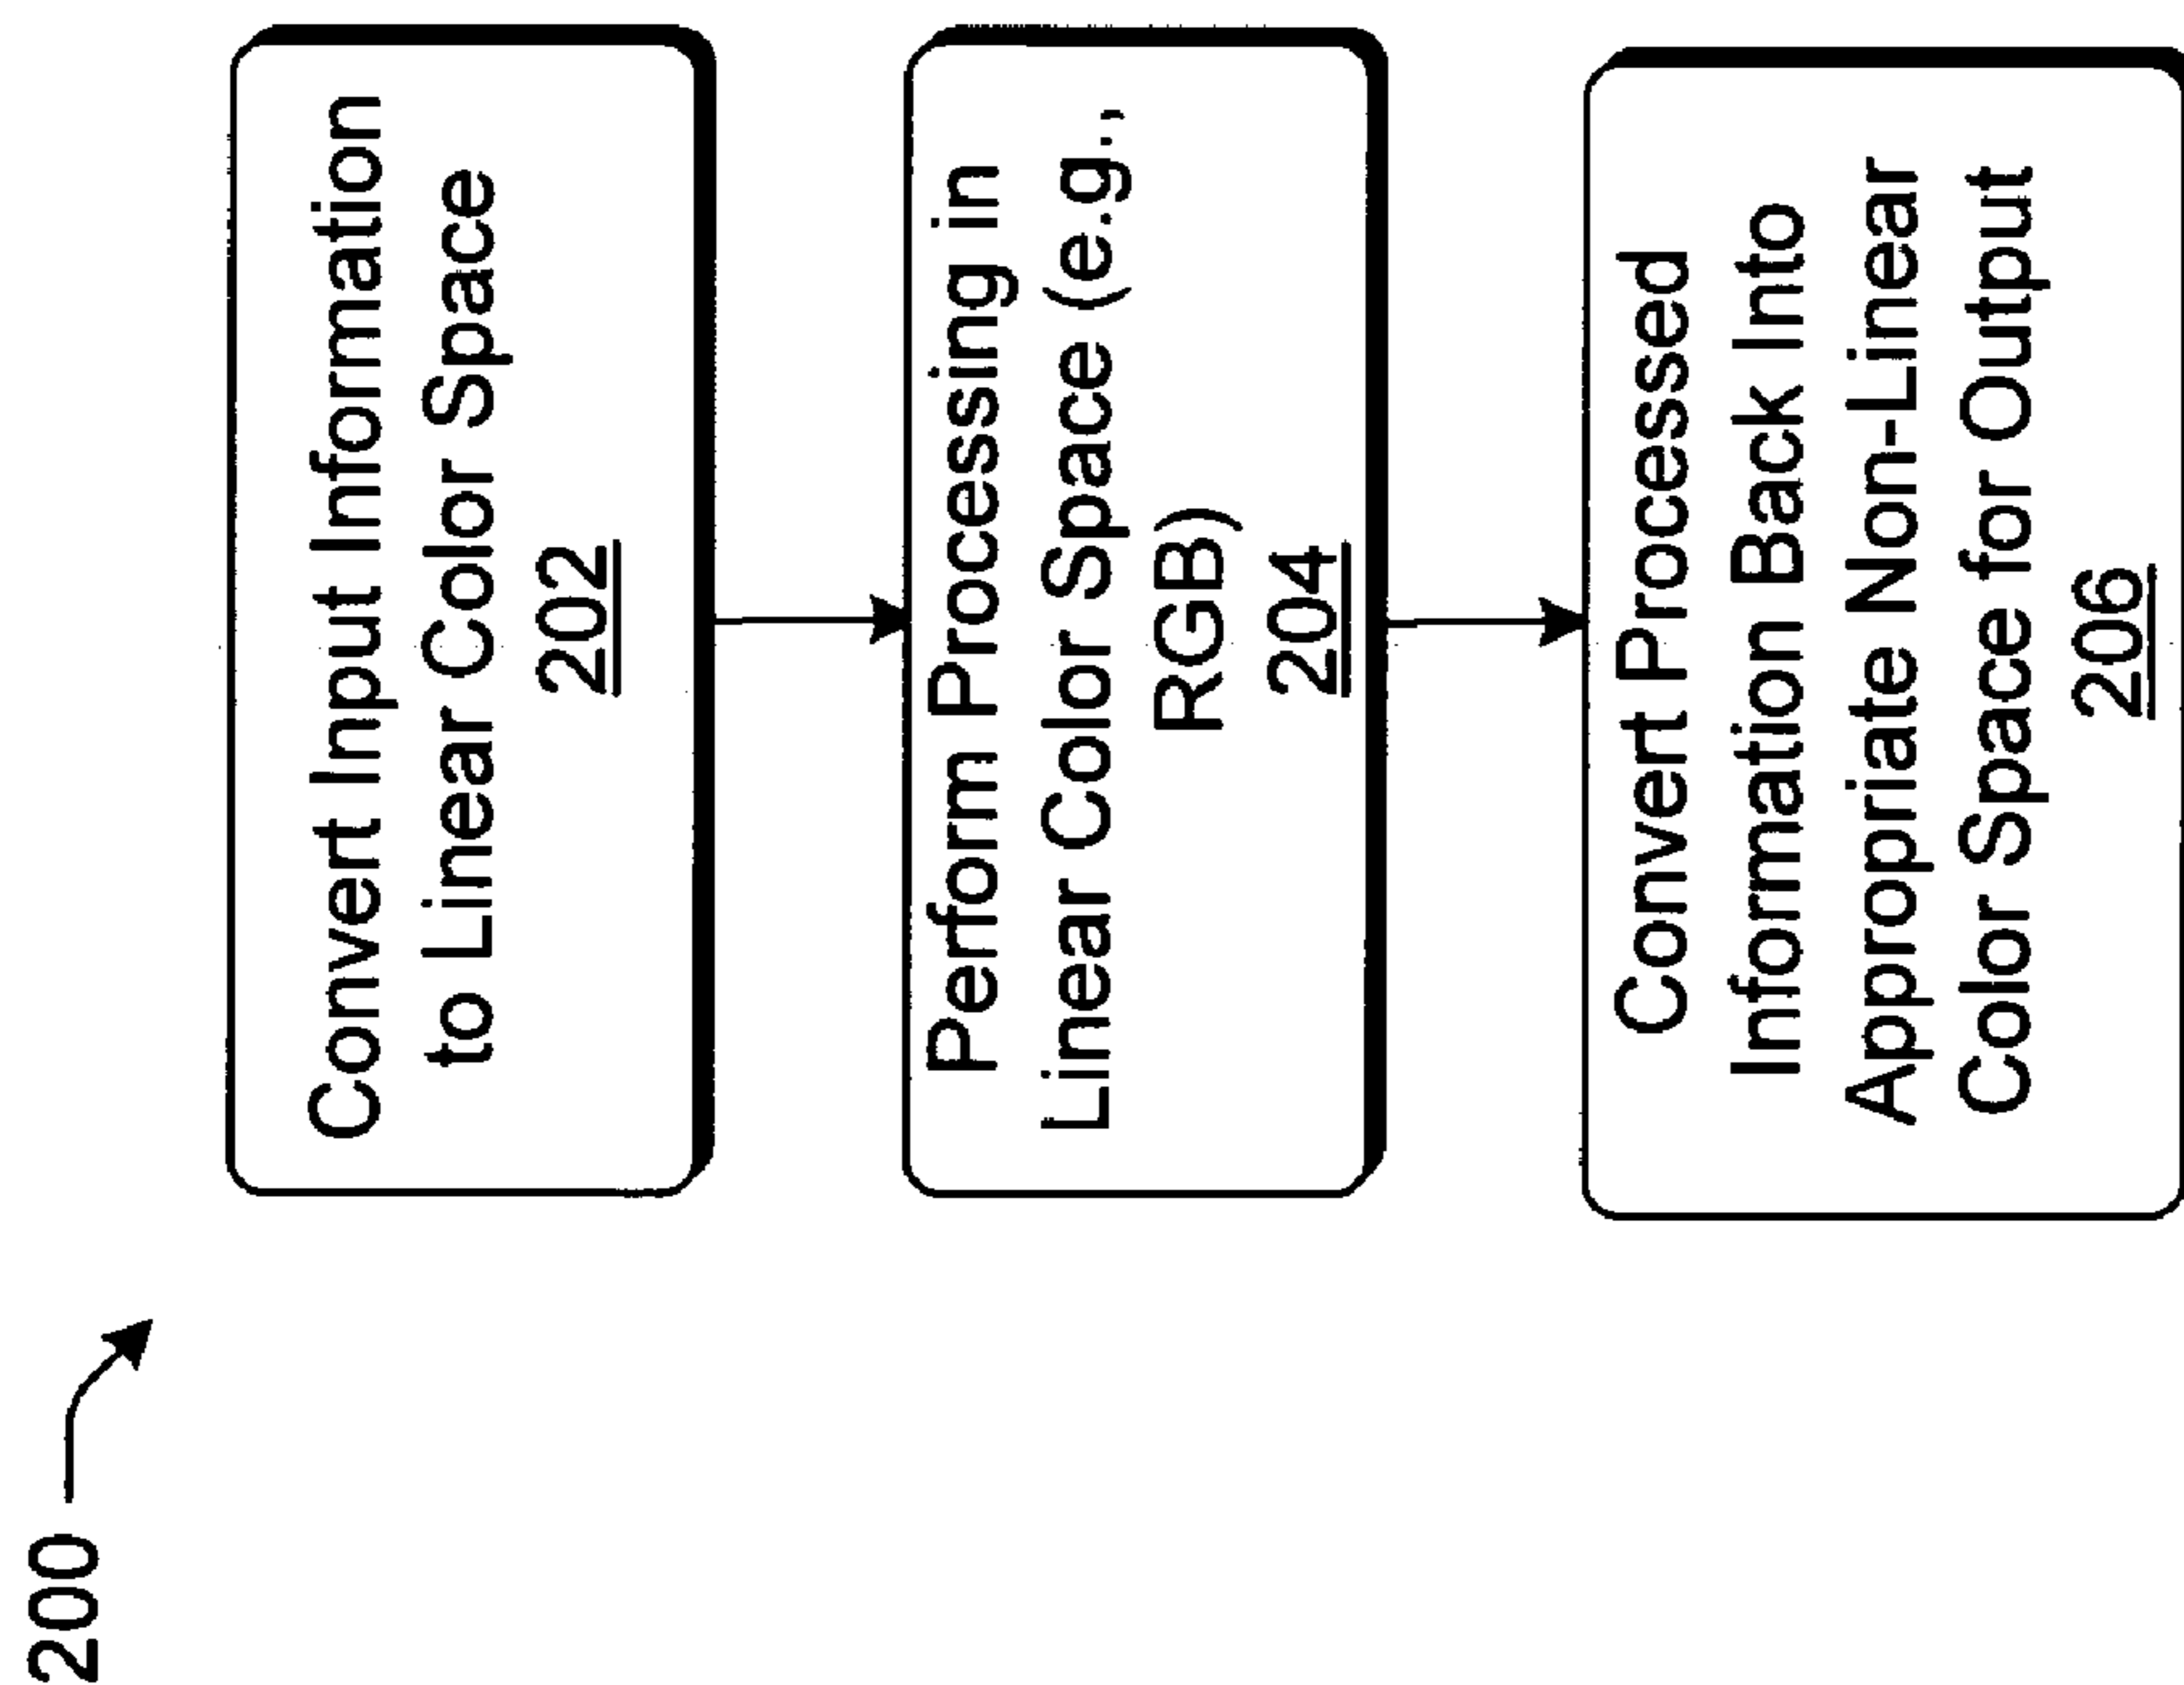 200
Convert Input Information
to Linear Color Space
202
Perform Processing in
Linear Color Space (e.g.,
RGB)
204
Convert Processed
Information Back Into
Appropriate Non-Linear
Color Space for Output
206